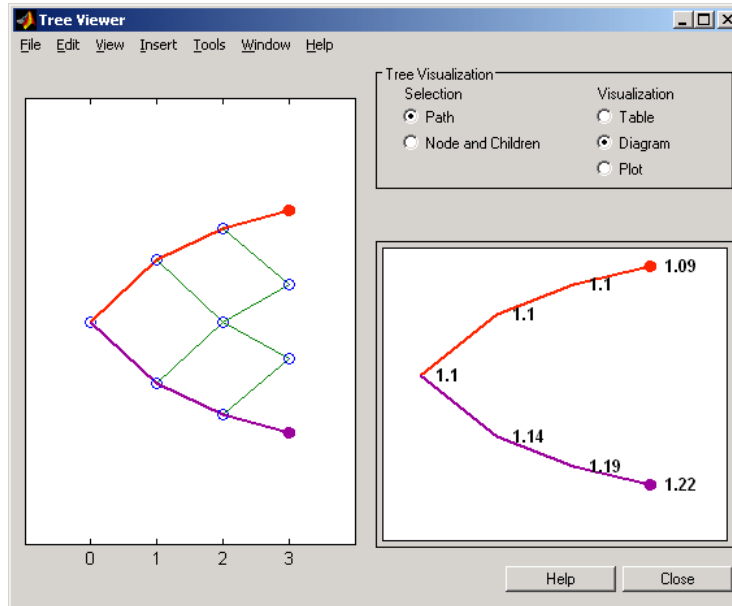 Tree Viewer
File Edit View Insert Tools Window Help
Tree Visualization
Selection
Path
Node and Children
Visualization
Table
Diagram
Plot
0 1 2 3
1.09
1.1
1.1
1.1
1.14
1.19
1.22
Help Close